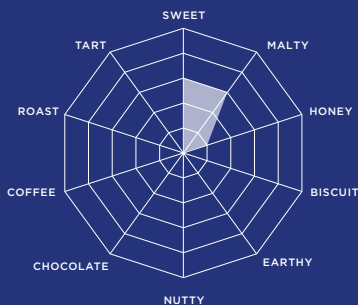 SWEET
TART
MALTY
ROAST
HONEY
COFFEE
BISCUIT
CHOCOLATE
EARTHY
NUTTY